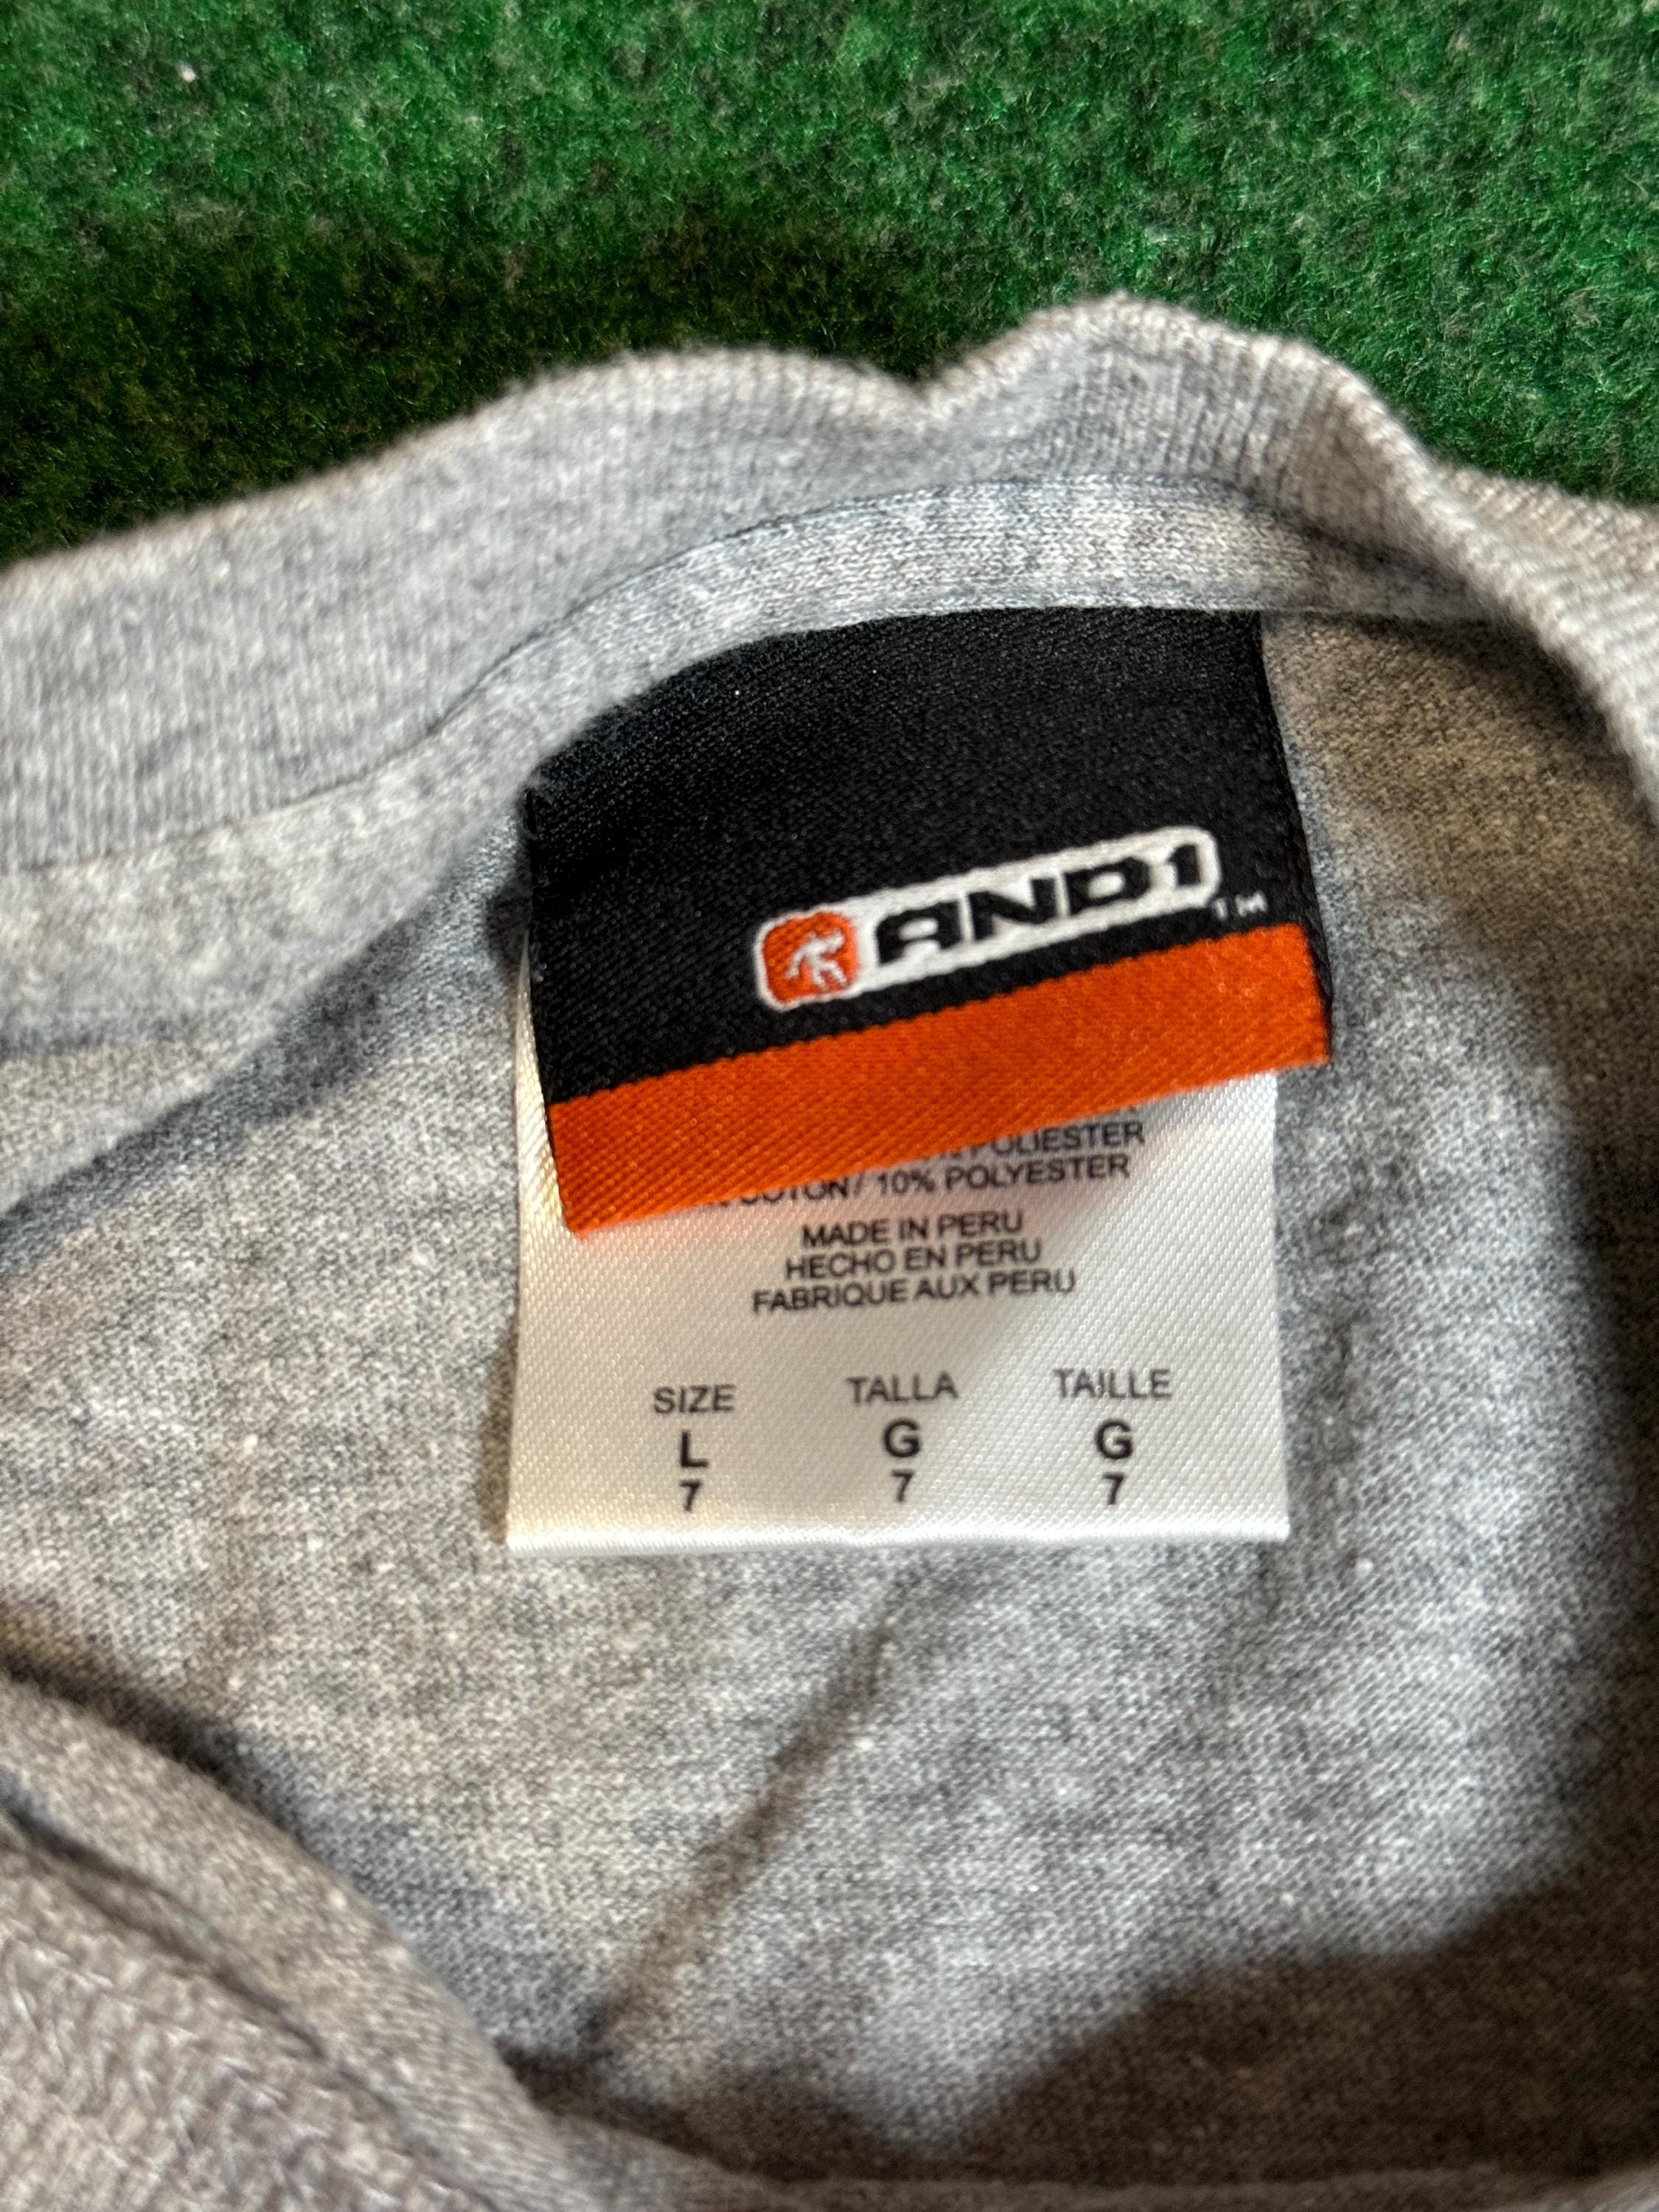 AND1 TM
POLIESTER
COTON/ 10% POLYESTER
MADE IN PERU
HECHO EN PERU
FABRIQUE AUX PERU
SIZE TALLA TAILLE
L G G
7 7 7